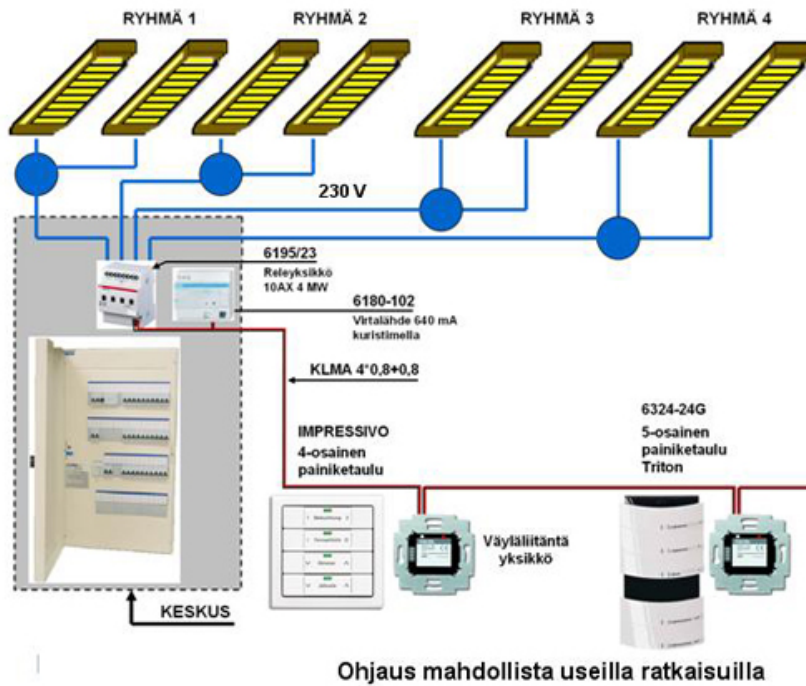 RYHMÄ 1
RYHMÄ 2
RYHMÄ 3
RYHMÄ 4
230 V
6195/23
Releyksikkö
10AX 4 MW
6180-102
Virtalähde 640 mA
kuristimella
KLMA 4*0,8+0,8
IMPRESSIVO
4-osainen
painiketaulu
6324-24G
5-osainen
painiketaulu
Triton
Väyläliitäntä
yksikkö
KESKUS
Ohjaus mahdollista useilla ratkaisuilla